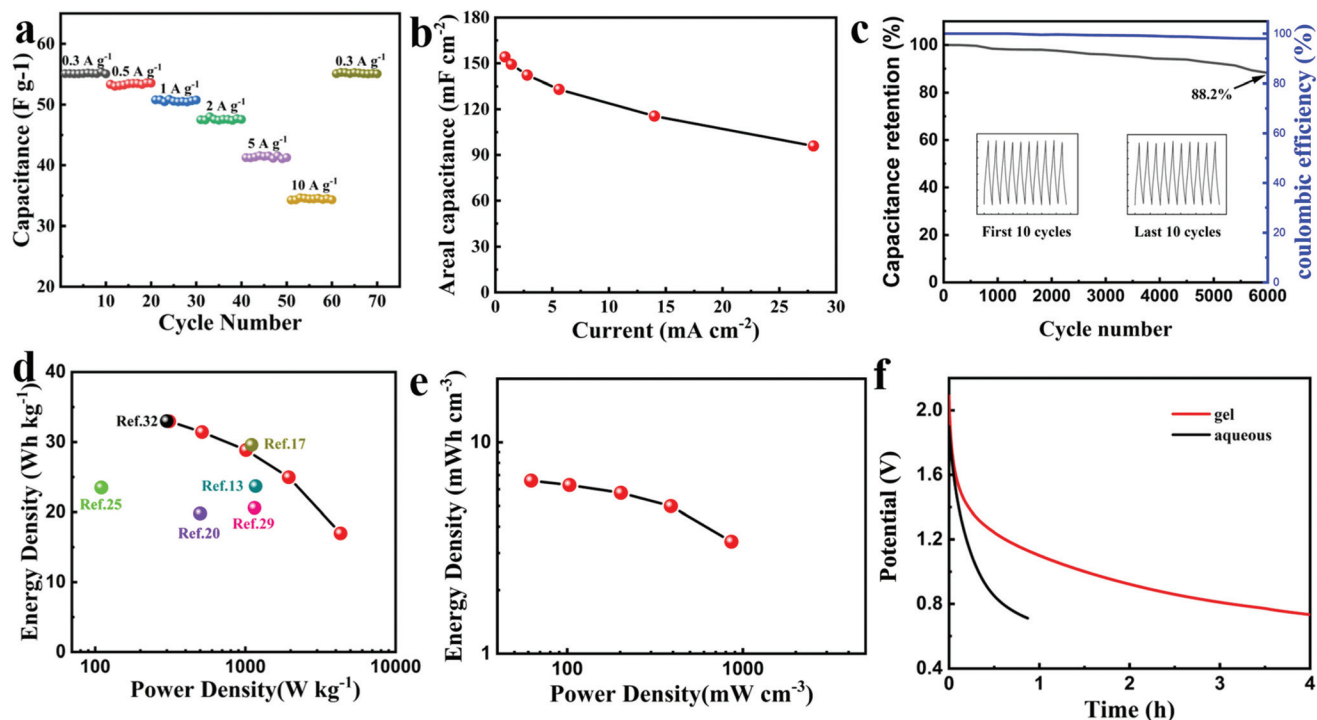 a
Capacitance (F g-1)
60
50
40
30
20
0.3 A g⁻¹
0.5 A g⁻¹
1 A g⁻¹
2 A g⁻¹
5 A g⁻¹
10 A g⁻¹
0.3 A g⁻¹
0 10 20 30 40 50 60 70
Cycle Number
b
Areal capacitance (mF cm⁻²)
180
150
120
90
60
30
0
0 5 10 15 20 25 30
Current (mA cm⁻²)
c
Capacitance retention (%)
100
80
60
40
20
0
88.2%
First 10 cycles
Last 10 cycles
100
80
60
40
20
0
coulombic efficiency (%)
0 1000 2000 3000 4000 5000 6000
Cycle number
d
Energy Density (Wh kg⁻¹)
40
30
20
10
0
Ref.32
Ref.17
Ref.25
Ref.13
Ref.20
Ref.29
100 1000 10000
Power Density(W kg⁻¹)
e
Energy Density (mWh cm⁻³)
10
1
100 1000
Power Density(mW cm⁻³)
f
Potential (V)
2.0
1.6
1.2
0.8
0.4
gel
aqueous
0 1 2 3 4
Time (h)